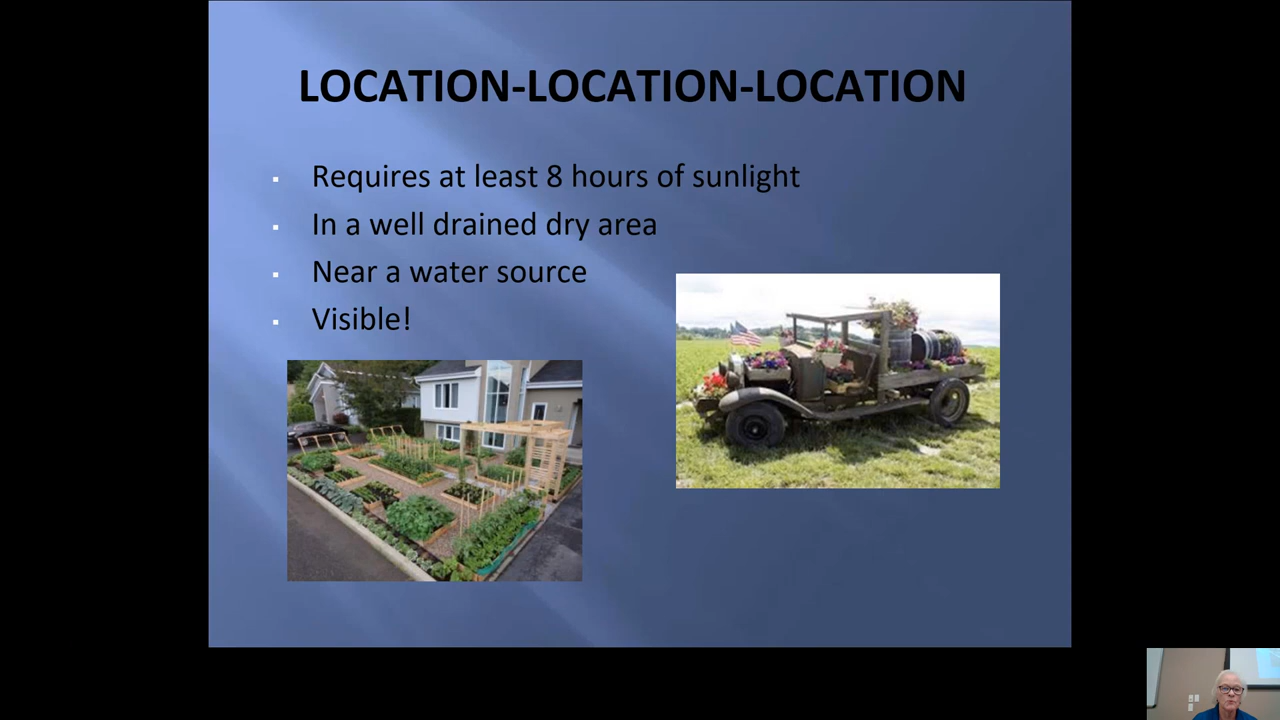 LOCATION-LOCATION-LOCATION
▪ Requires at least 8 hours of sunlight
▪ In a well drained dry area
▪ Near a water source
▪ Visible!